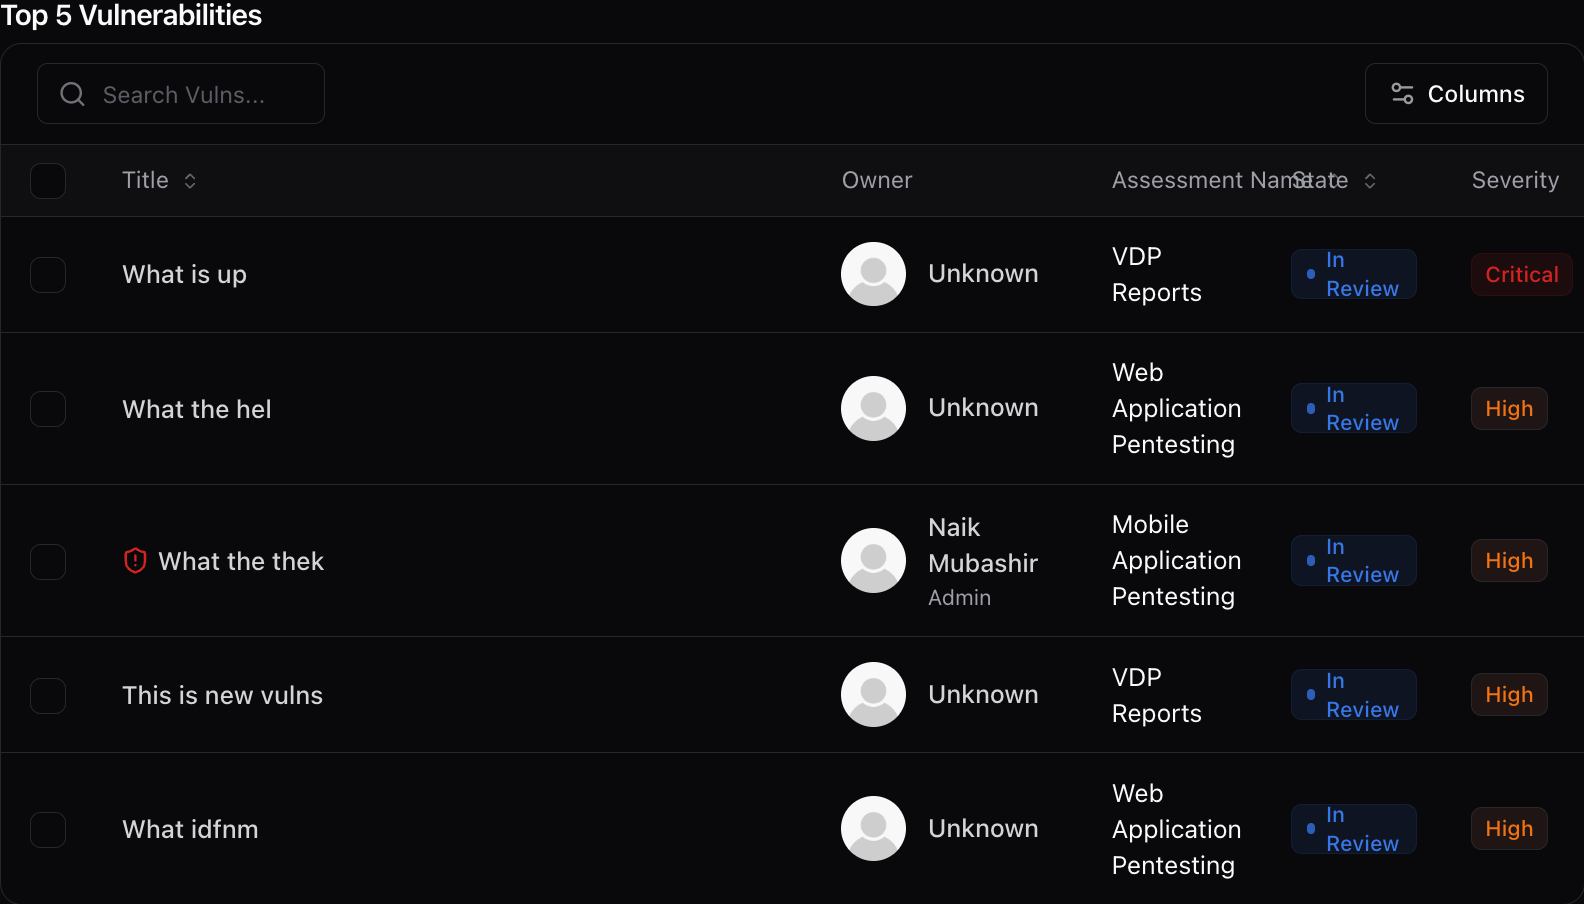 Top 5 Vulnerabilities
Search Vulns...
Columns
Title
Owner
Assessment Name
State
Severity
What is up
Unknown
VDP
Reports
In
Review
Critical
What the hel
Unknown
Web
Application
Pentesting
In
Review
High
What the thek
Naik
Mubashir
Admin
Mobile
Application
Pentesting
In
Review
High
This is new vulns
Unknown
VDP
Reports
In
Review
High
What idfnm
Unknown
Web
Application
Pentesting
In
Review
High